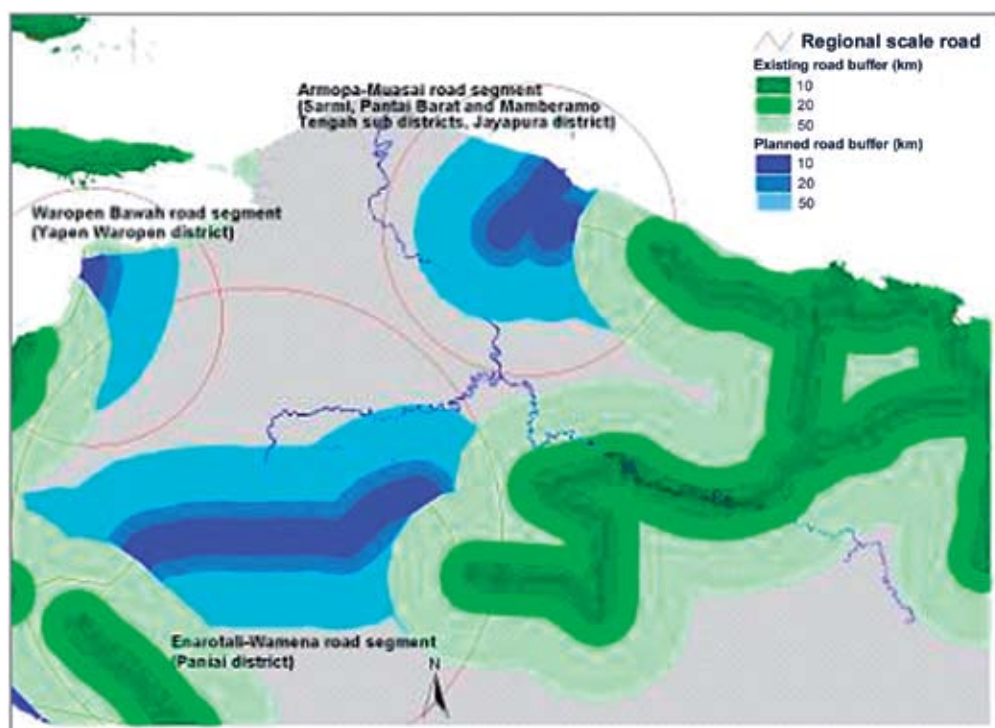 Regional scale road
Existing road buffer (km)
10
20
50
Planned road buffer (km)
10
20
50
Armopa-Muasai road segment
(Sarmi, Pantai Barat and Mamberamo
Tengah sub districts, Jayapura district)
Waropen Bawah road segment
(Yapen Waropen district)
Enarotali-Wamena road segment
(Paniai district)
N